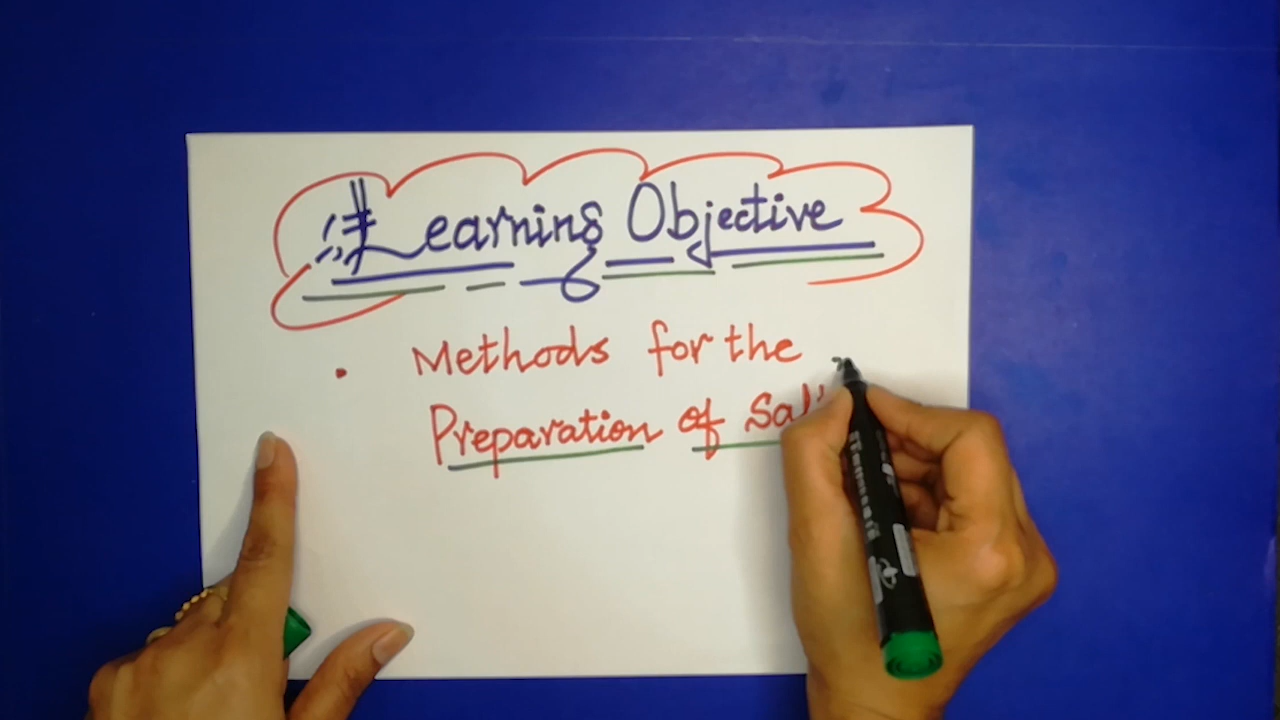 Learning Objective
• Methods for the
Preparation of